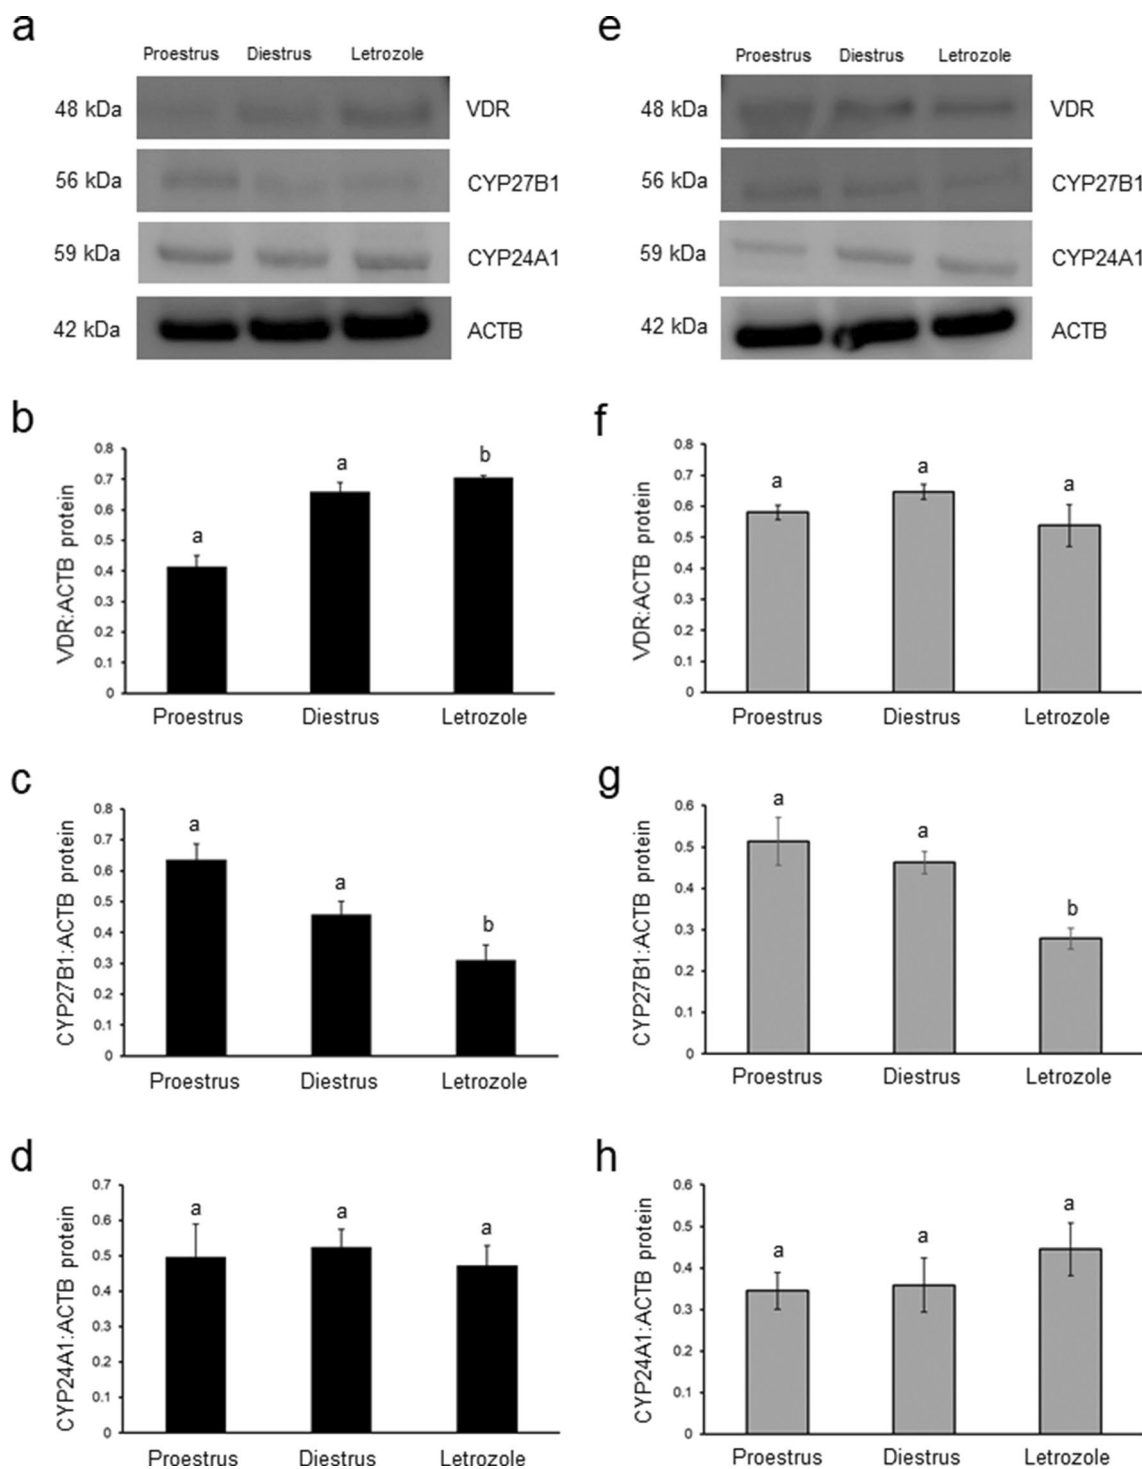 a
Proestrus Diestrus Letrozole
48 kDa VDR
56 kDa CYP27B1
59 kDa CYP24A1
42 kDa ACTB
e
Proestrus Diestrus Letrozole
48 kDa VDR
56 kDa CYP27B1
59 kDa CYP24A1
42 kDa ACTB
b
VDR:ACTB protein
0.8
0.7
0.6
0.5
0.4
0.3
0.2
0.1
0
a a b
Proestrus Diestrus Letrozole
f
VDR:ACTB protein
0.8
0.7
0.6
0.5
0.4
0.3
0.2
0.1
0
a a a
Proestrus Diestrus Letrozole
c
CYP27B1:ACTB protein
0.8
0.7
0.6
0.5
0.4
0.3
0.2
0.1
0
a a b
Proestrus Diestrus Letrozole
g
CYP27B1:ACTB protein
0.6
0.5
0.4
0.3
0.2
0.1
0
a a b
Proestrus Diestrus Letrozole
d
CYP24A1:ACTB protein
0.7
0.6
0.5
0.4
0.3
0.2
0.1
0
a a a
Proestrus Diestrus Letrozole
h
CYP24A1:ACTB protein
0.6
0.5
0.4
0.3
0.2
0.1
0
a a a
Proestrus Diestrus Letrozole